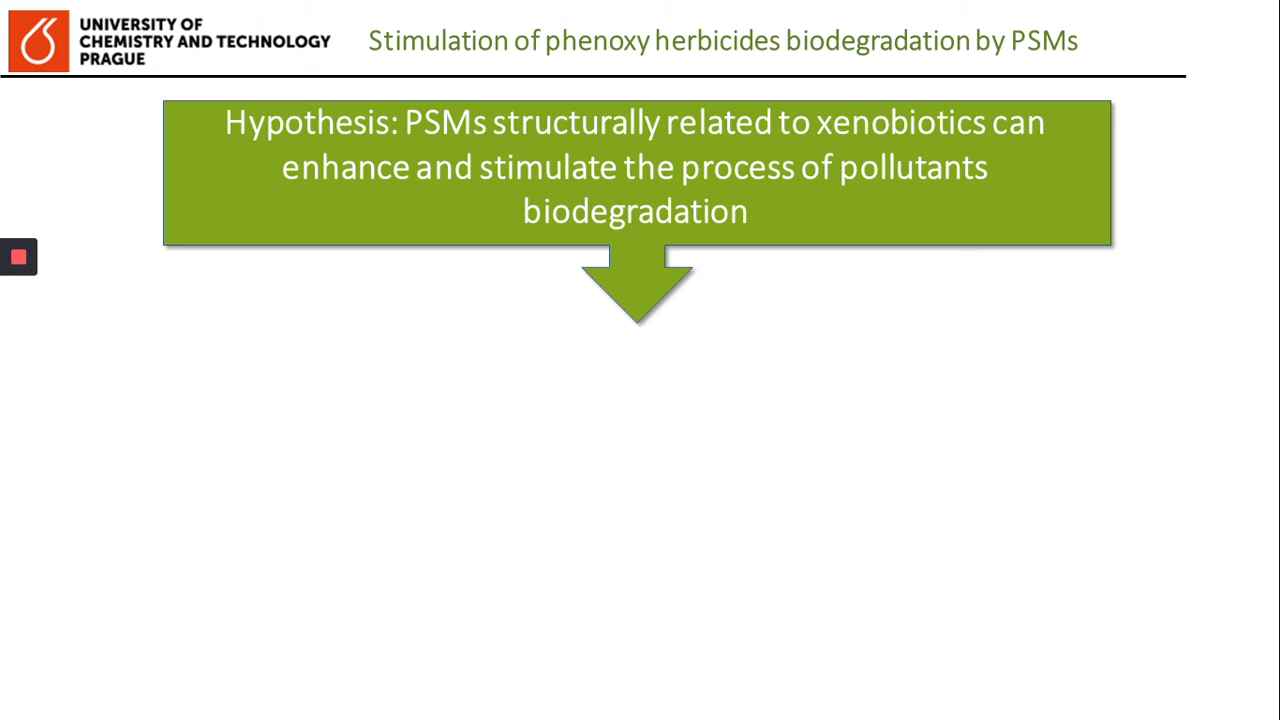 UNIVERSITY OF
CHEMISTRY AND TECHNOLOGY
PRAGUE
Stimulation of phenoxy herbicides biodegradation by PSMs
Hypothesis: PSMs structurally related to xenobiotics can
enhance and stimulate the process of pollutants
biodegradation